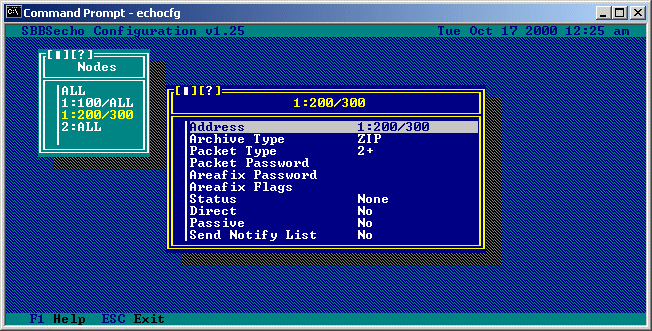 Command Prompt - echocfg
SBBSecho Configuration v1.25 Tue Oct 17 2000 12:25 am
[■][?]
Nodes
ALL
1:100/ALL
1:200/300
2:ALL
[■][?]
1:200/300
Address 1:200/300
Archive Type ZIP
Packet Type 2+
Packet Password
Areafix Password
Areafix Flags
Status None
Direct No
Passive No
Send Notify List No
F1 Help ESC Exit